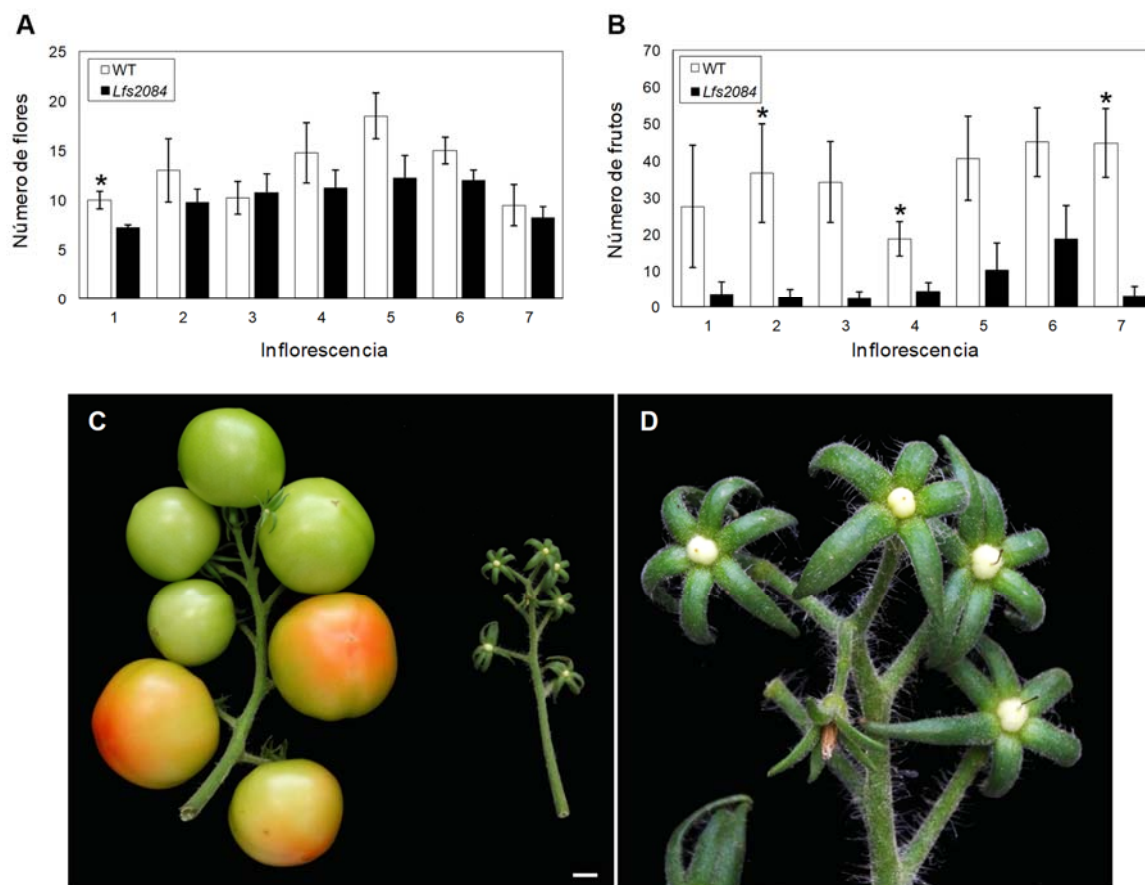 A
Número de flores
25
20
15
10
5
0
WT
Lfs2084
*
1 2 3 4 5 6 7
Inflorescencia
B
Número de frutos
70
60
50
40
30
20
10
0
WT
Lfs2084
* * *
1 2 3 4 5 6 7
Inflorescencia
C
D